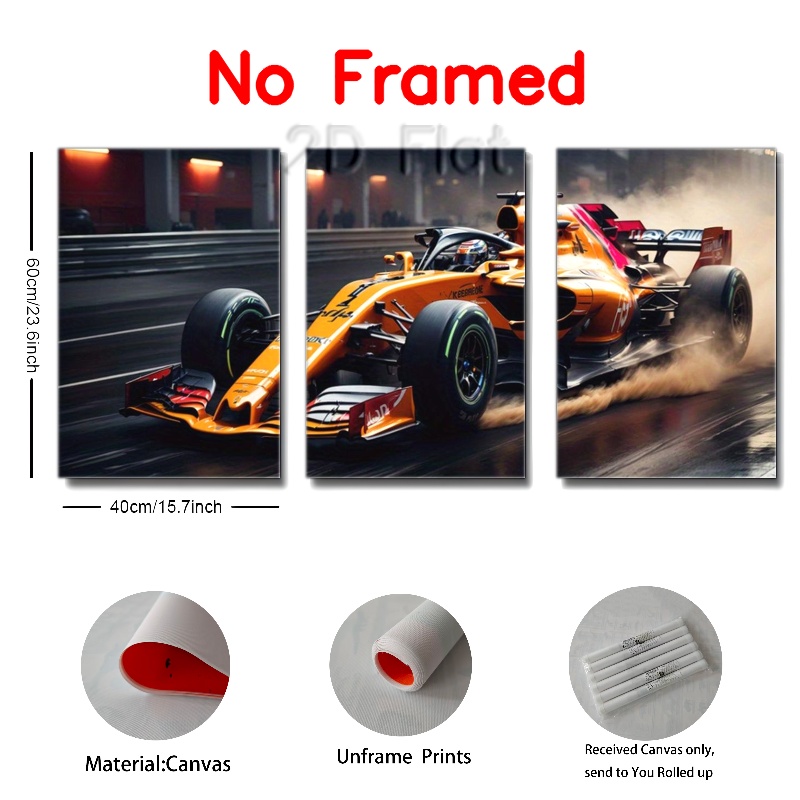 No Framed
2D Flat
60cm/23.6inch
40cm/15.7inch
Material:Canvas
Unframe Prints
Received Canvas only,
send to You Rolled up